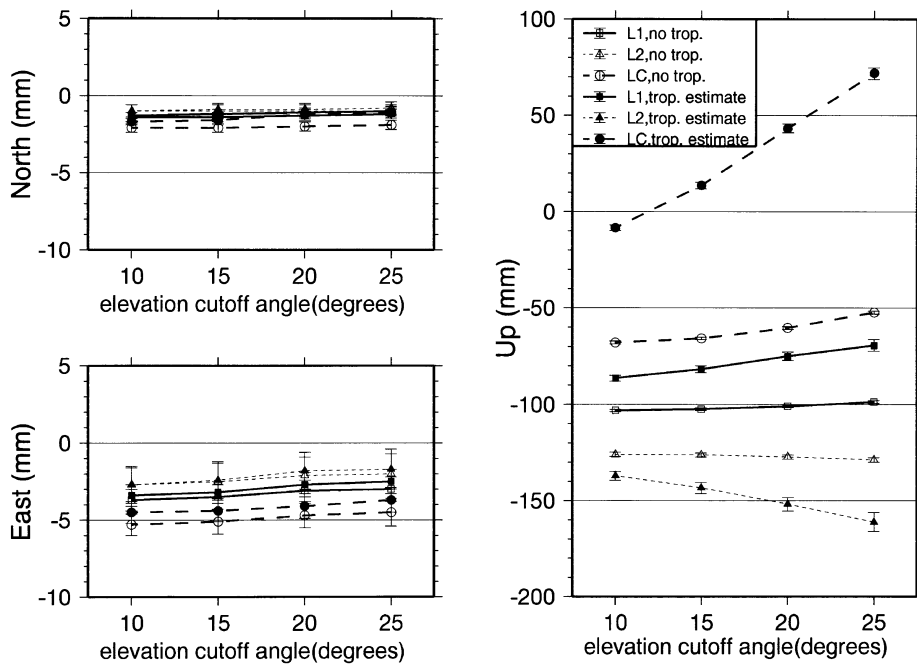 5
0
-5
-10
North (mm)
10 15 20 25
elevation cutoff angle(degrees)
5
0
-5
-10
East (mm)
10 15 20 25
elevation cutoff angle(degrees)
100
50
0
-50
-100
-150
-200
Up (mm)
L1,no trop.
L2,no trop.
LC,no trop.
L1,trop. estimate
L2,trop. estimate
LC,trop. estimate
10 15 20 25
elevation cutoff angle(degrees)